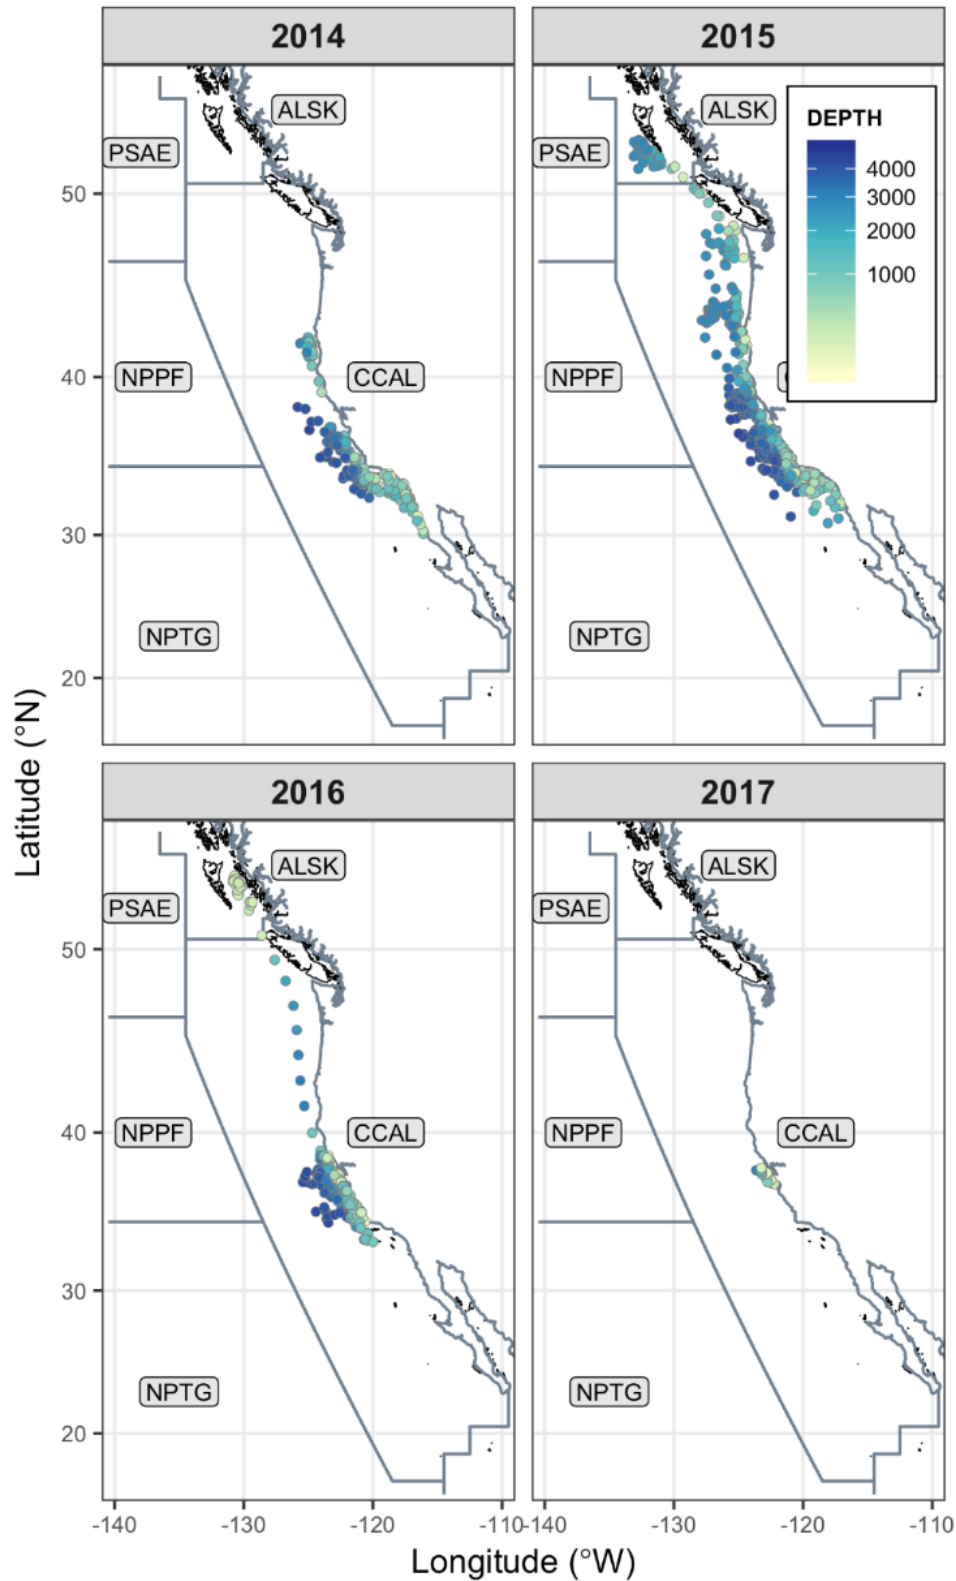 2014
2015
ALSK
PSAE
NPPF
CCAL
NPTG
ALSK
PSAE
NPPF
C
NPTG
DEPTH
4000
3000
2000
1000
50
40
30
20
Latitude (°N)
2016
2017
ALSK
PSAE
NPPF
CCAL
NPTG
ALSK
PSAE
NPPF
CCAL
NPTG
50
40
30
20
-140 -130 -120 -110 -140 -130 -120 -110
Longitude (°W)